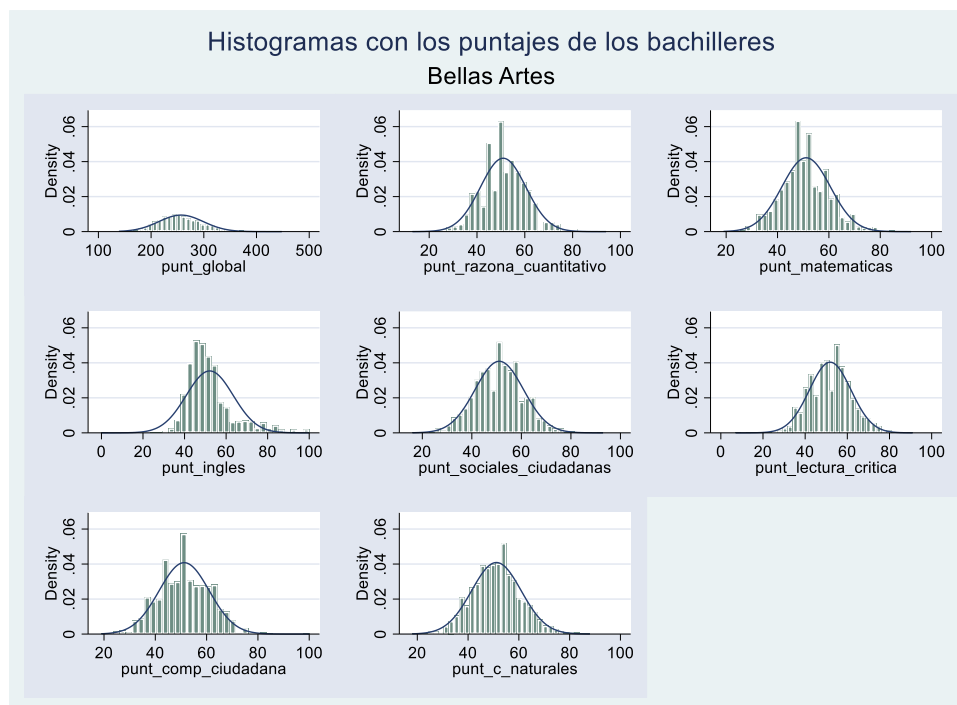 Histogramas con los puntajes de los bachilleres
Bellas Artes
Density
0 .02 .04 .06
100 200 300 400 500
punt_global
Density
0 .02 .04 .06
20 40 60 80 100
punt_razona_cuantitativo
Density
0 .02 .04 .06
20 40 60 80 100
punt_matematicas
Density
0 .02 .04 .06
0 20 40 60 80 100
punt_ingles
Density
0 .02 .04 .06
20 40 60 80 100
punt_sociales_ciudadanas
Density
0 .02 .04 .06
0 20 40 60 80 100
punt_lectura_critica
Density
0 .02 .04 .06
20 40 60 80 100
punt_comp_ciudadana
Density
0 .02 .04 .06
20 40 60 80 100
punt_c_naturales